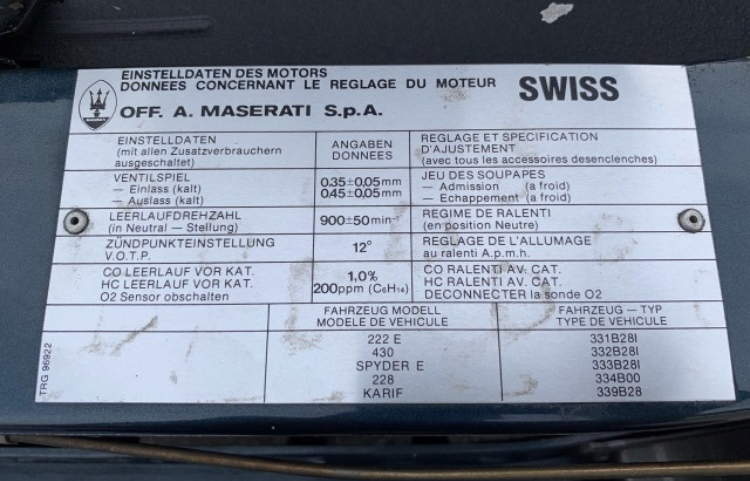 EINSTELLDATEN DES MOTORS
DONNEES CONCERNANT LE REGLAGE DU MOTEUR
SWISS
OFF. A. MASERATI S.p.A.
EINSTELLDATEN
(mit allen Zusatzverbrauchern
ausgeschaltet)
ANGABEN
DONNEES
REGLAGE ET SPECIFICATION
D'AJUSTEMENT
(avec tous les accessoires desenclenches)
VENTILSPIEL
— Einlass (kalt)
— Auslass (kalt)
0,35±0,05mm
0,45±0,05mm
JEU DES SOUPAPES
— Admission (a froid)
— Echappement (a froid)
LEERLAUFDREHZAHL
(in Neutral — Stellung)
900±50min⁻¹
REGIME DE RALENTI
(en position Neutre)
ZÜNDPUNKTEINSTELLUNG
V.O.T.P.
12°
REGLAGE DE L'ALLUMAGE
au ralenti A.p.m.h.
CO LEERLAUF VOR KAT.
HC LEERLAUF VOR KAT.
O2 Sensor obschalten
1,0%
200ppm (C₆H₁₄)
CO RALENTI AV. CAT.
HC RALENTI AV. CAT.
DECONNECTER la sonde O2
FAHRZEUG MODELL
MODELE DE VEHICULE
FAHRZEUG — TYP
TYPE DE VEHICULE
222 E 331B28I
430 332B28I
SPYDER E 333B28I
228 334B00
KARIF 339B28
TRG 96922